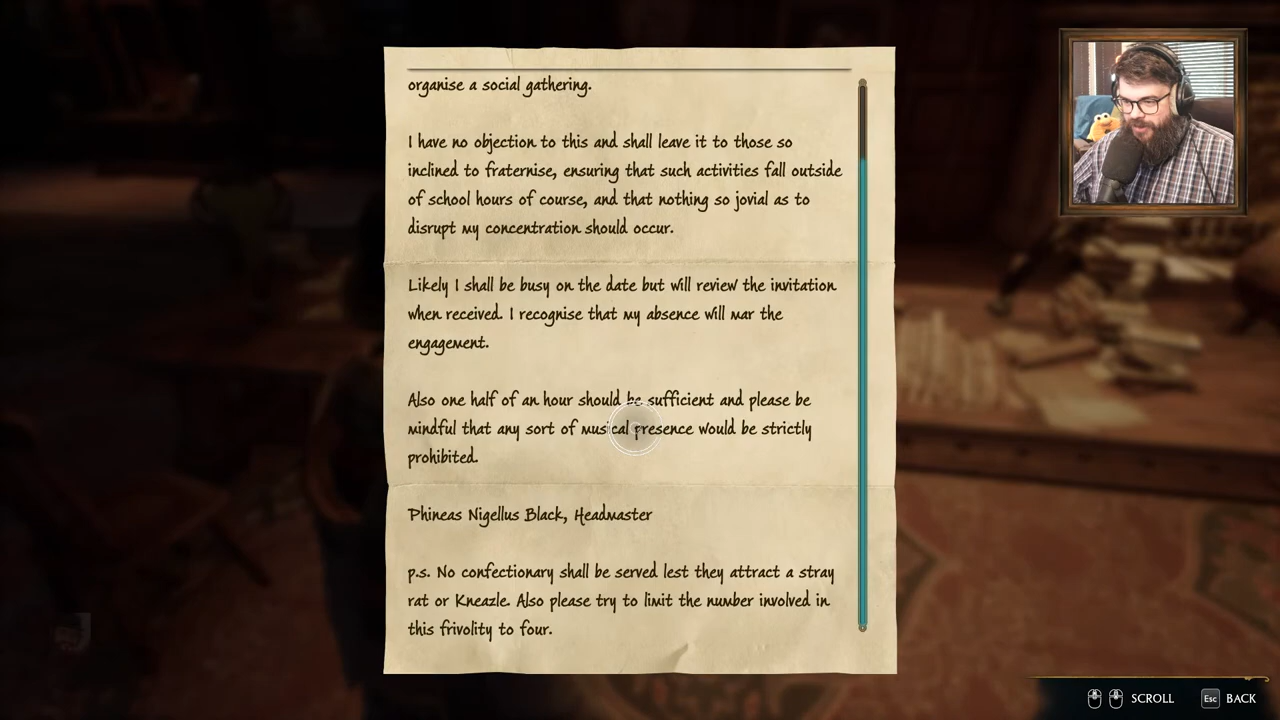 organise a social gathering.
I have no objection to this and shall leave it to those so
inclined to fraternise, ensuring that such activities fall outside
of school hours of course, and that nothing so jovial as to
disrupt my concentration should occur.
Likely I shall be busy on the date but will review the invitation
when received. I recognise that my absence will mar the
engagement.
Also one half of an hour should be sufficient and please be
mindful that any sort of musical presence would be strictly
prohibited.
Phineas Nigellus Black, Headmaster
p.s. No confectionary shall be served lest they attract a stray
rat or Kneazle. Also please try to limit the number involved in
this frivolity to four.
SCROLL
Esc BACK